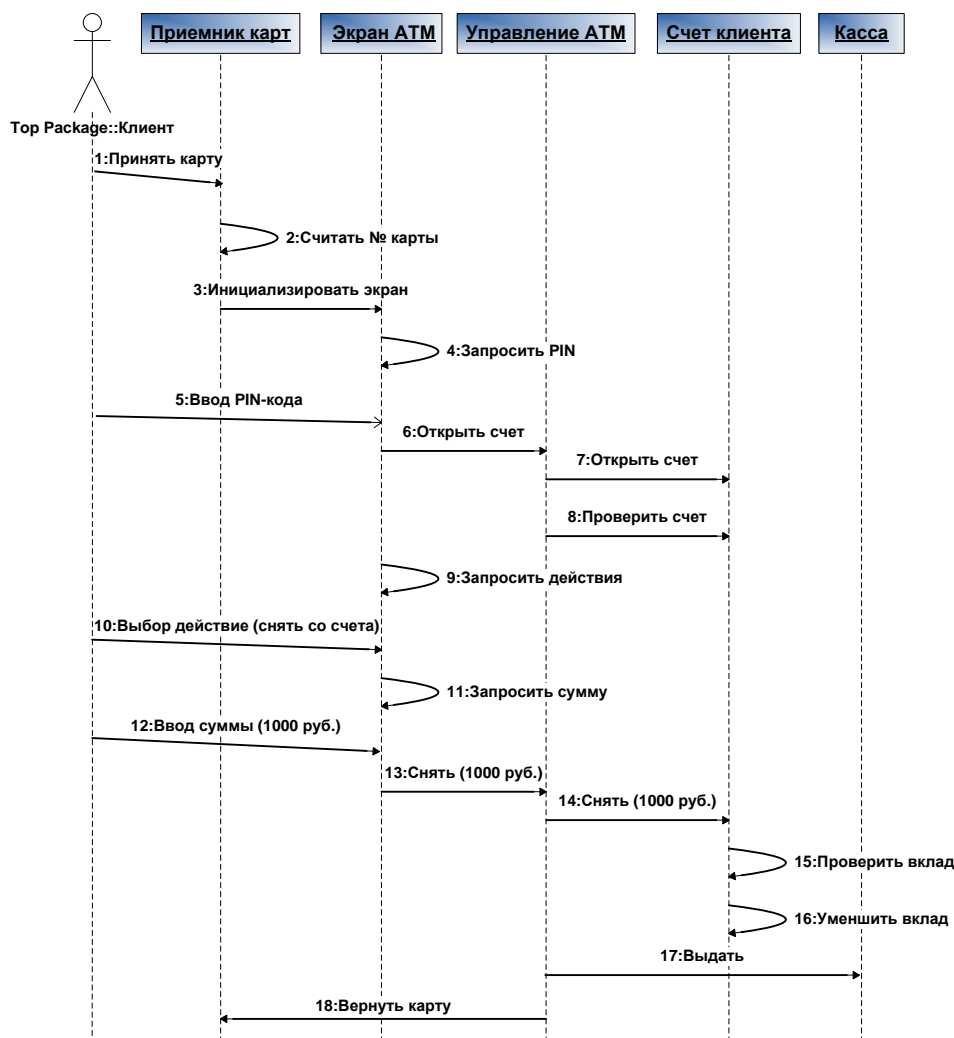 Приемник карт
Экран АТМ
Управление АТМ
Счет клиента
Касса
Top Package::Клиент
1:Принять карту
2:Считать № карты
3:Инициализировать экран
4:Запросить PIN
5:Ввод PIN-кода
6:Открыть счет
7:Открыть счет
8:Проверить счет
9:Запросить действия
10:Выбор действие (снять со счета)
11:Запросить сумму
12:Ввод суммы (1000 руб.)
13:Снять (1000 руб.)
14:Снять (1000 руб.)
15:Проверить вклад
16:Уменшить вклад
17:Выдать
18:Вернуть карту